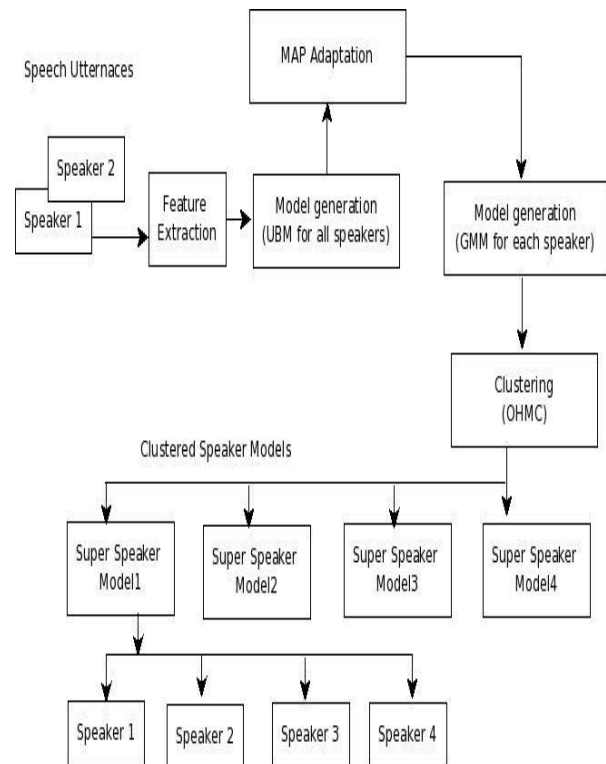 MAP Adaptation
Speech Utternaces
Speaker 2
Speaker 1
Feature
Extraction
Model generation
(UBM for all speakers)
Model generation
(GMM for each speaker)
Clustering
(OHMC)
Clustered Speaker Models
Super Speaker
Model1
Super Speaker
Model2
Super Speaker
Model3
Super Speaker
Model4
Speaker 1
Speaker 2
Speaker 3
Speaker 4